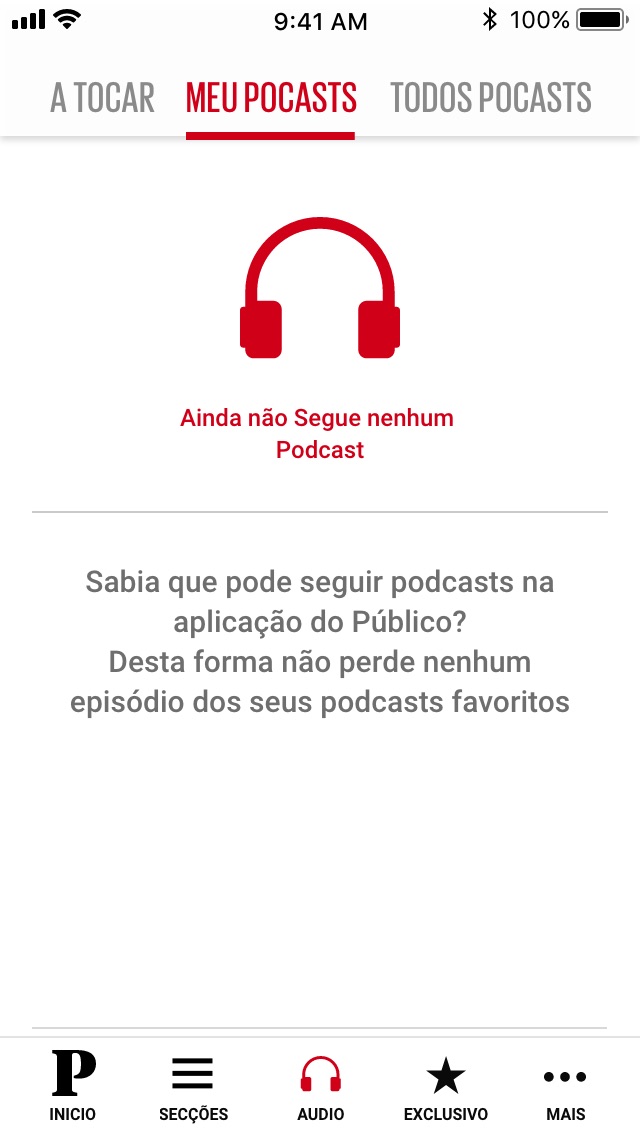 9:41 AM 100%
A TOCAR MEU POCASTS TODOS POCASTS
Ainda não Segue nenhum
Podcast
Sabia que pode seguir podcasts na
aplicação do Público?
Desta forma não perde nenhum
episódio dos seus podcasts favoritos
P
INICIO SECÇÕES AUDIO EXCLUSIVO MAIS